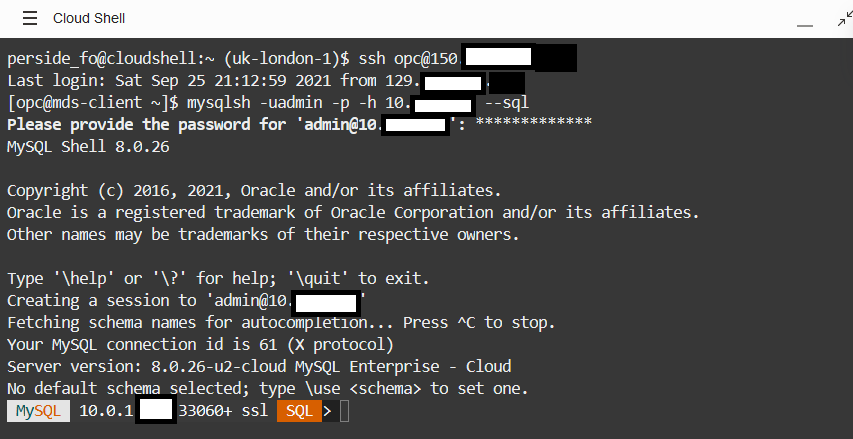 Cloud Shell
perside_fo@cloudshell:~ (uk-london-1)$ ssh opc@150.
Last login: Sat Sep 25 21:12:59 2021 from 129. .
[opc@mds-client ~]$ mysqlsh -uadmin -p -h 10. --sql
Please provide the password for 'admin@10. ': *************
MySQL Shell 8.0.26
Copyright (c) 2016, 2021, Oracle and/or its affiliates.
Oracle is a registered trademark of Oracle Corporation and/or its affiliates.
Other names may be trademarks of their respective owners.
Type '\help' or '\?' for help; '\quit' to exit.
Creating a session to 'admin@10. '
Fetching schema names for autocompletion... Press ^C to stop.
Your MySQL connection id is 61 (X protocol)
Server version: 8.0.26-u2-cloud MySQL Enterprise - Cloud
No default schema selected; type \use <schema> to set one.
MySQL 10.0.1 33060+ ssl SQL >